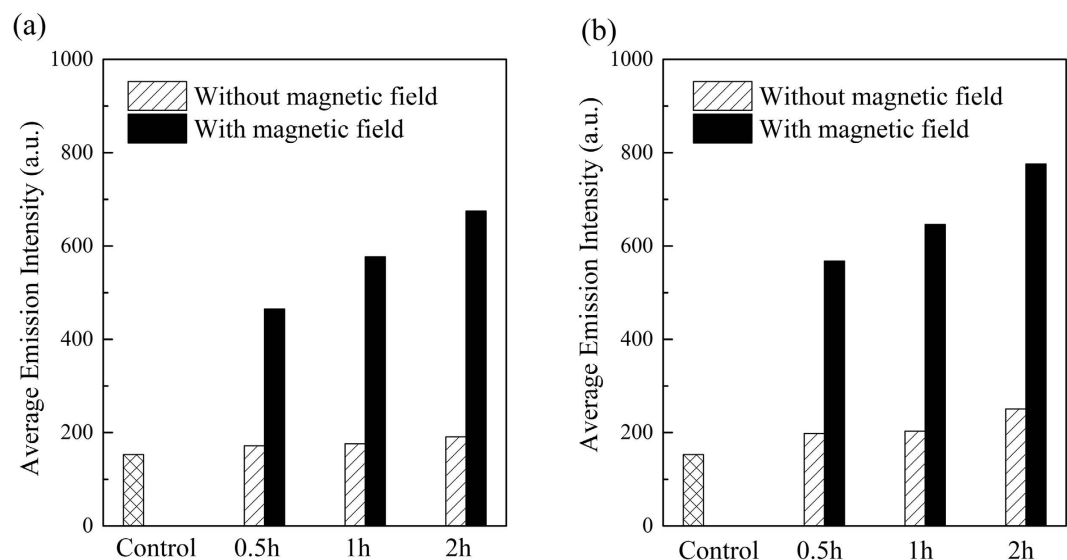 (a)
1000
800
600
400
200
0
Average Emission Intensity (a.u.)
Without magnetic field
With magnetic field
Control 0.5h 1h 2h
(b)
1000
800
600
400
200
0
Average Emission Intensity (a.u.)
Without magnetic field
With magnetic field
Control 0.5h 1h 2h